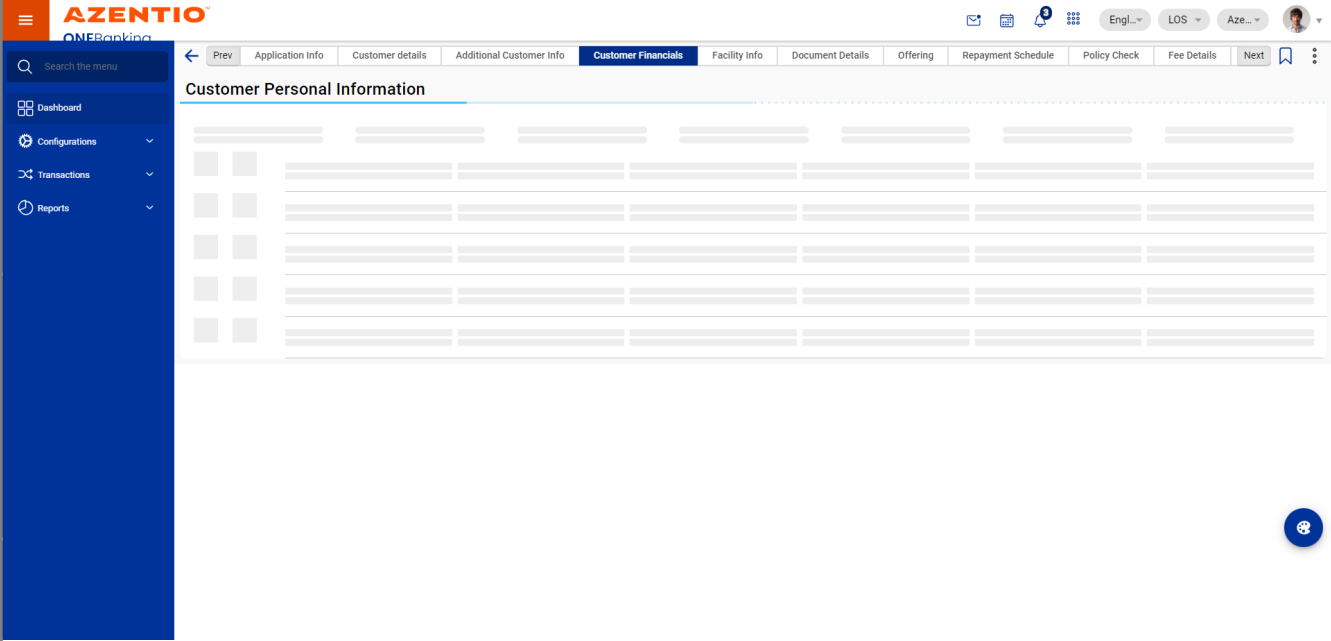 AZENTIO
ONEBanking
3
Engl...
LOS
Aze...
Search the menu
Dashboard
Configurations
Transactions
Reports
Prev
Application Info
Customer details
Additional Customer Info
Customer Financials
Facility Info
Document Details
Offering
Repayment Schedule
Policy Check
Fee Details
Next
Customer Personal Information